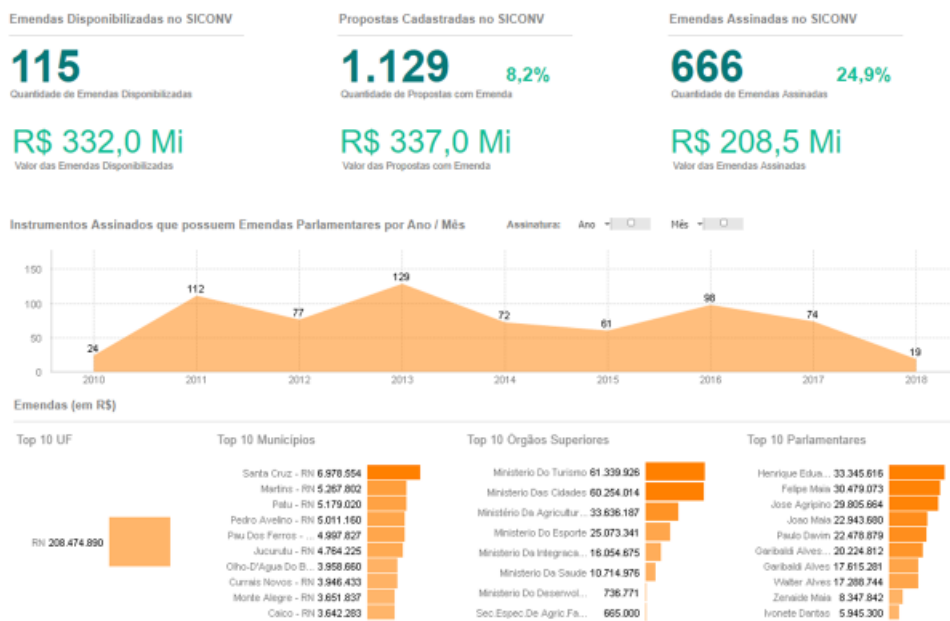 Emendas Disponibilizadas no SICONV
115
Quantidade de Emendas Disponibilizadas
R$ 332,0 Mi
Valor das Emendas Disponibilizadas
Propostas Cadastradas no SICONV
1.129 8,2%
Quantidade de Propostas com Emenda
R$ 337,0 Mi
Valor das Propostas com Emenda
Emendas Assinadas no SICONV
666 24,9%
Quantidade de Emendas Assinadas
R$ 208,5 Mi
Valor das Emendas Assinadas
Instrumentos Assinados que possuem Emendas Parlamentares por Ano / Mês
Assinatura: Ano Mês
150
100
50
0
24 112 77 129 72 61 98 74 19
2010 2011 2012 2013 2014 2015 2016 2017 2018
Emendas (em R$)
Top 10 UF
RN 208.474.890
Top 10 Municípios
Santa Cruz - RN 6.978.554
Martins - RN 5.267.802
Patu - RN 5.179.020
Pedro Avelino - RN 5.011.160
Pau Dos Ferros - ... 4.997.827
Jucurutu - RN 4.764.225
Olho-D'Agua Do B... 3.958.660
Currais Novos - RN 3.946.433
Monte Alegre - RN 3.651.837
Caico - RN 3.642.283
Top 10 Órgãos Superiores
Ministerio Do Turismo 61.339.926
Ministerio Das Cidades 60.254.014
Ministério Da Agricultur... 33.636.187
Ministerio Do Esporte 25.073.341
Ministerio Da Integraca... 16.054.675
Ministerio Da Saude 10.714.976
Ministerio Do Desenvol... 736.771
Sec.Espec.De Agric.Fa... 665.000
Top 10 Parlamentares
Henrique Edua... 33.345.616
Felipe Maia 30.479.073
Jose Agripino 29.805.664
Joao Maia 22.943.680
Paulo Davim 22.478.879
Garibaldi Alves... 20.224.812
Garibaldi Alves 17.615.281
Walter Alves 17.288.744
Zenaide Maia 8.347.842
Ivonete Dantas 5.945.300